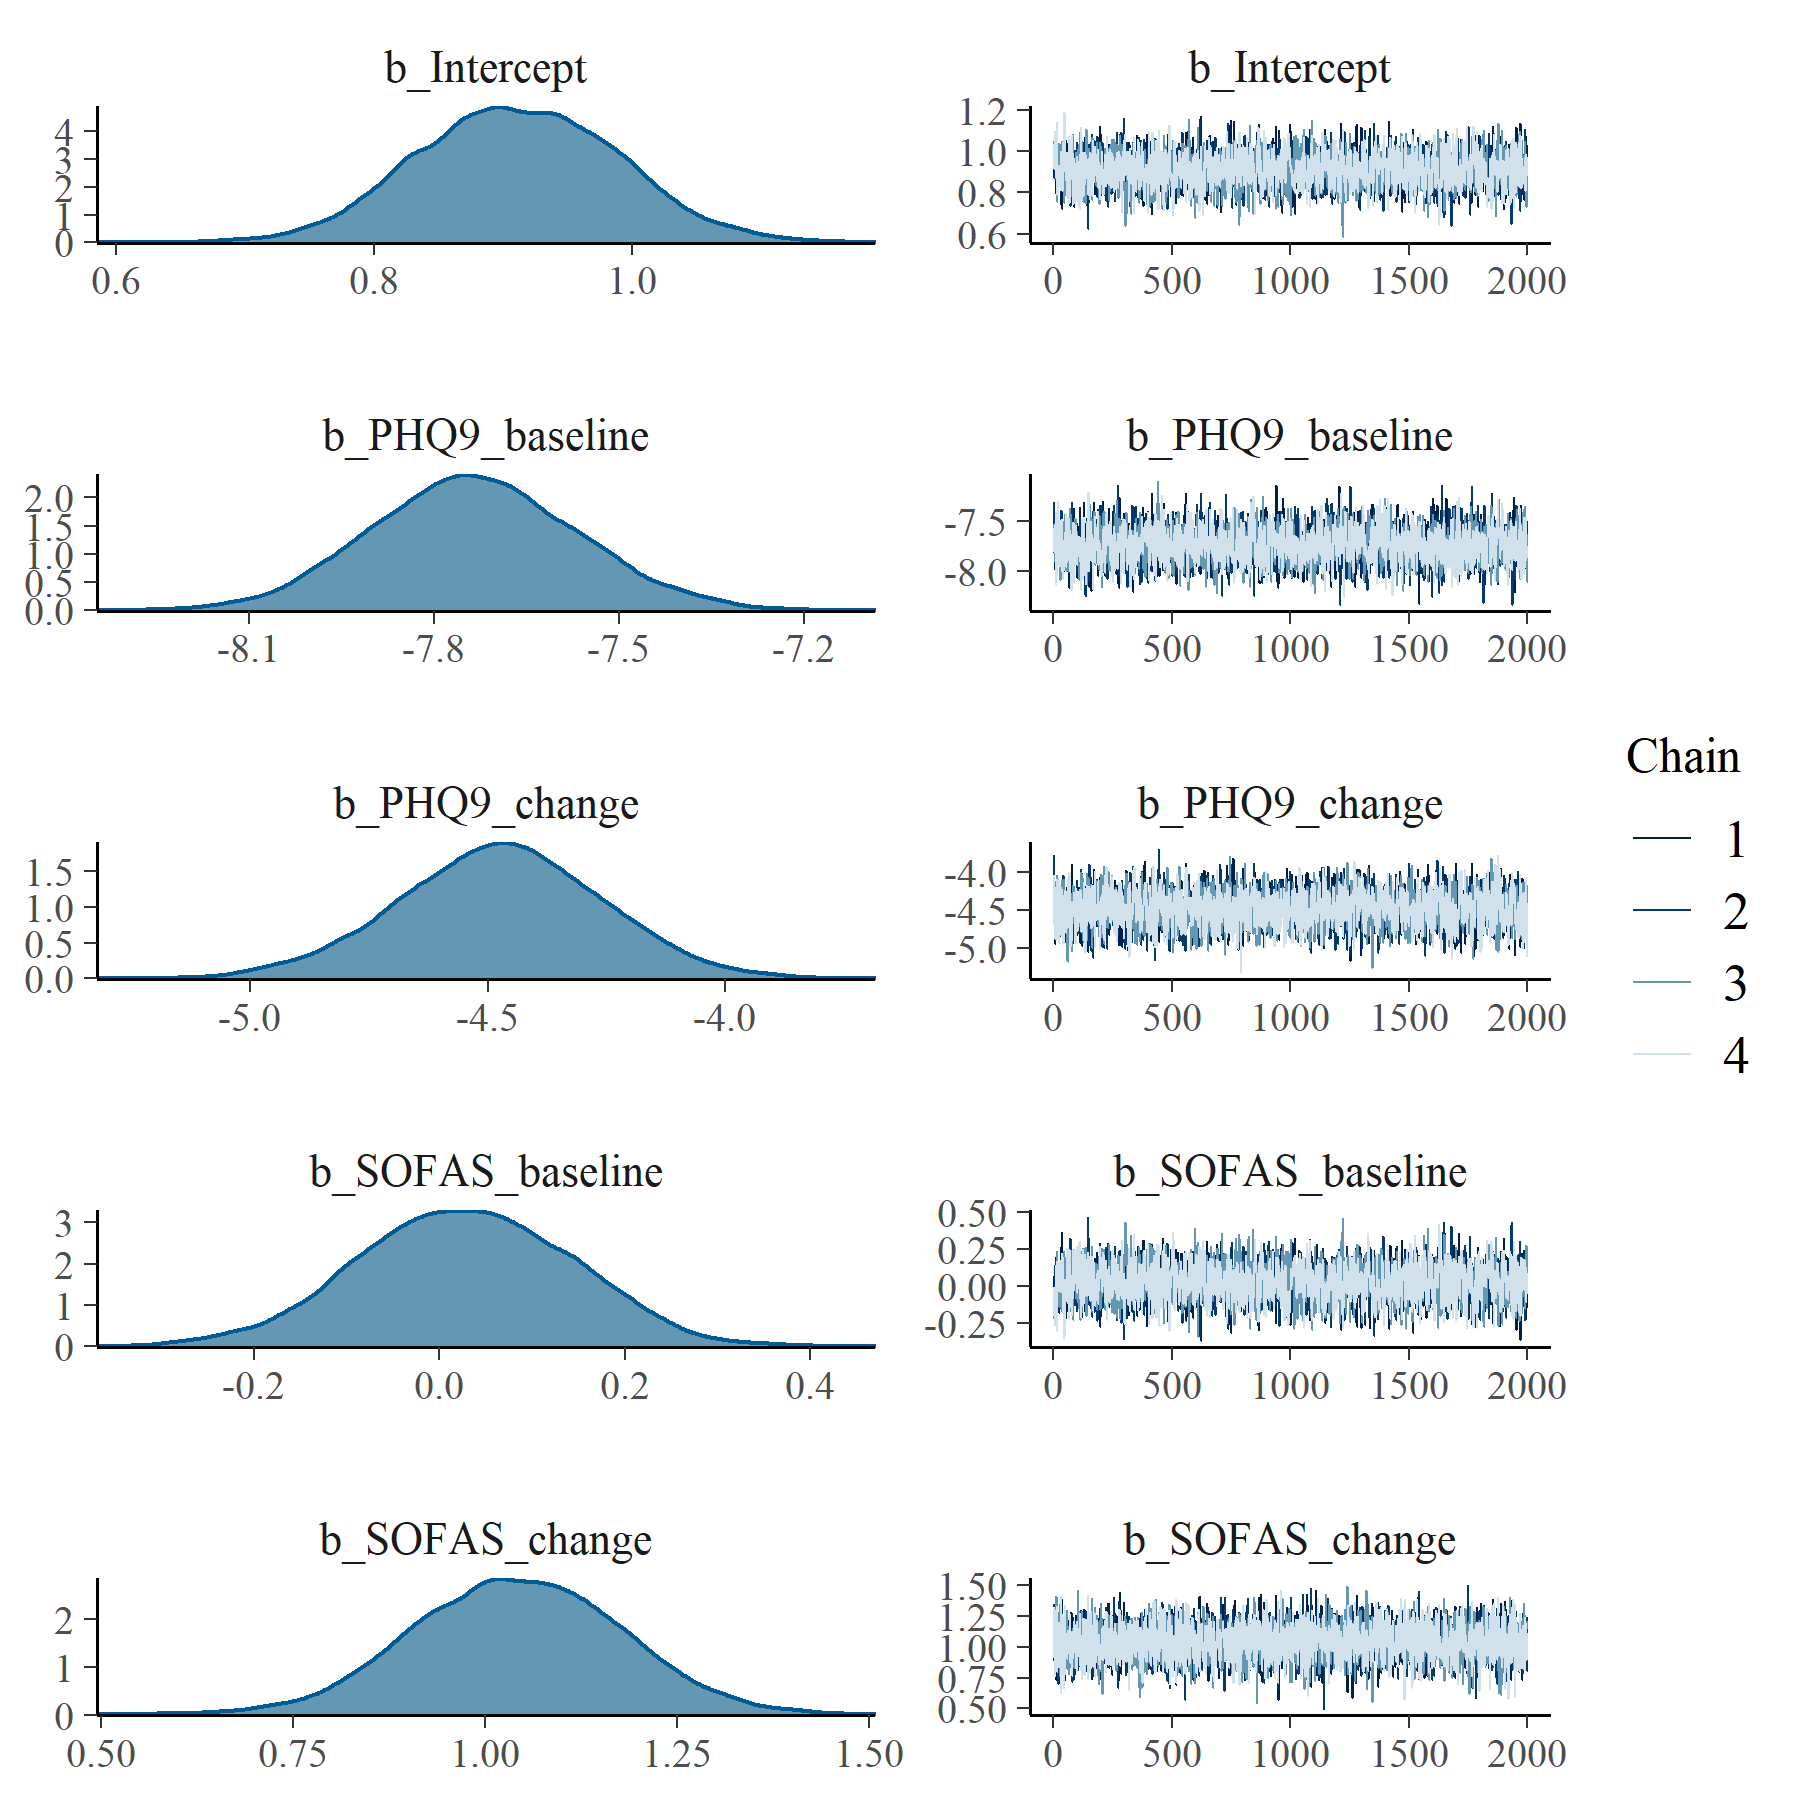 b_Intercept
4
3
2
1
0
0.6 0.8 1.0
b_Intercept
1.2
1.0
0.8
0.6
0 500 1000 1500 2000
b_PHQ9_baseline
2.0
1.5
1.0
0.5
0.0
-8.1 -7.8 -7.5 -7.2
b_PHQ9_baseline
-7.5
-8.0
0 500 1000 1500 2000
b_PHQ9_change
1.5
1.0
0.5
0.0
-5.0 -4.5 -4.0
b_PHQ9_change
-4.0
-4.5
-5.0
0 500 1000 1500 2000
b_SOFAS_baseline
3
2
1
0
-0.2 0.0 0.2 0.4
b_SOFAS_baseline
0.50
0.25
0.00
-0.25
0 500 1000 1500 2000
b_SOFAS_change
2
1
0
0.50 0.75 1.00 1.25 1.50
b_SOFAS_change
1.50
1.25
1.00
0.75
0.50
0 500 1000 1500 2000
Chain
1
2
3
4